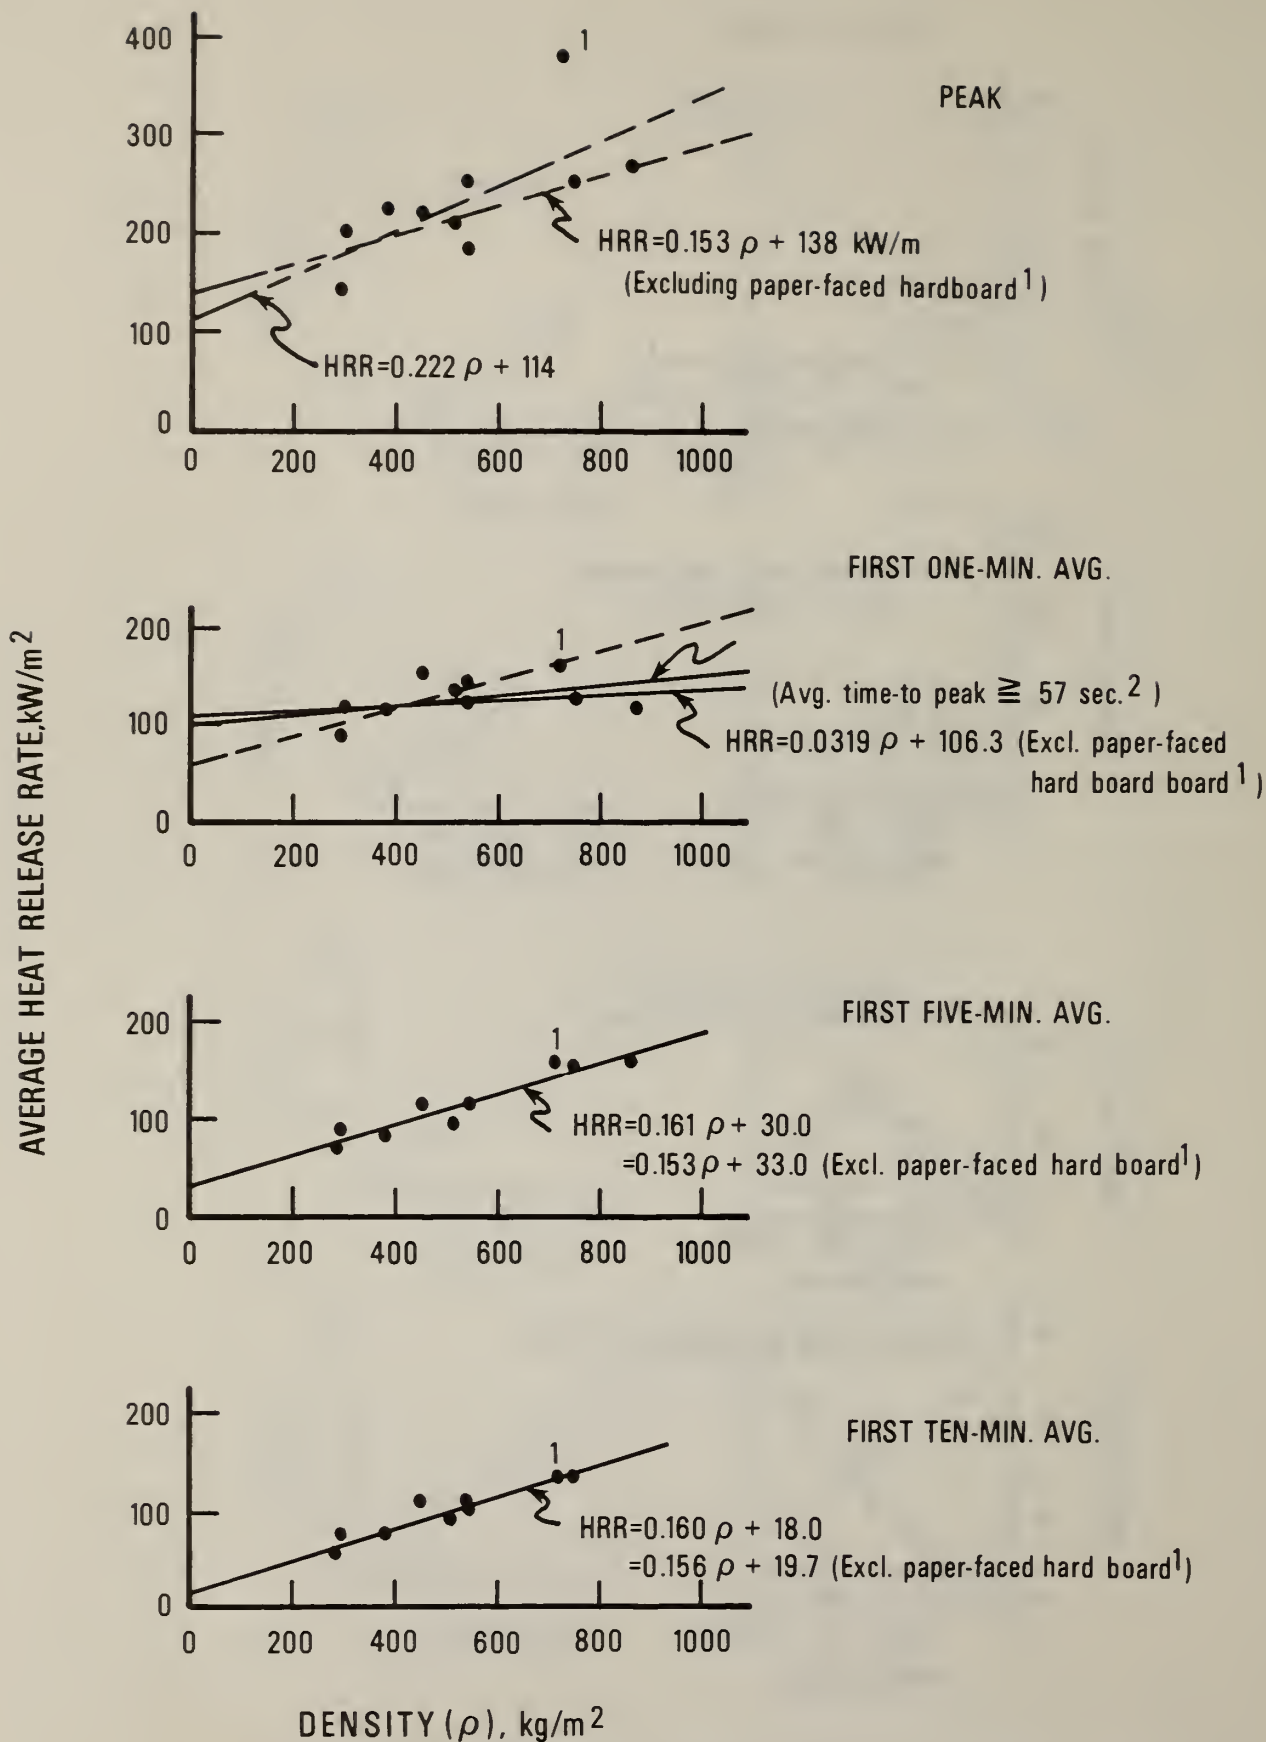 AVERAGE HEAT RELEASE RATE,kW/m²
400
300
200
100
0
0 200 400 600 800 1000
1
PEAK
HRR=0.153 ρ + 138 kW/m
(Excluding paper-faced hardboard¹)
HRR=0.222 ρ + 114
FIRST ONE-MIN. AVG.
200
100
0
0 200 400 600 800 1000
1
(Avg. time-to peak ≧ 57 sec.²)
HRR=0.0319 ρ + 106.3 (Excl. paper-faced
hard board board¹)
FIRST FIVE-MIN. AVG.
200
100
0
0 200 400 600 800 1000
1
HRR=0.161 ρ + 30.0
=0.153 ρ + 33.0 (Excl. paper-faced hard board¹)
FIRST TEN-MIN. AVG.
200
100
0
0 200 400 600 800 1000
1
HRR=0.160 ρ + 18.0
=0.156 ρ + 19.7 (Excl. paper-faced hard board¹)
DENSITY (ρ), kg/m²